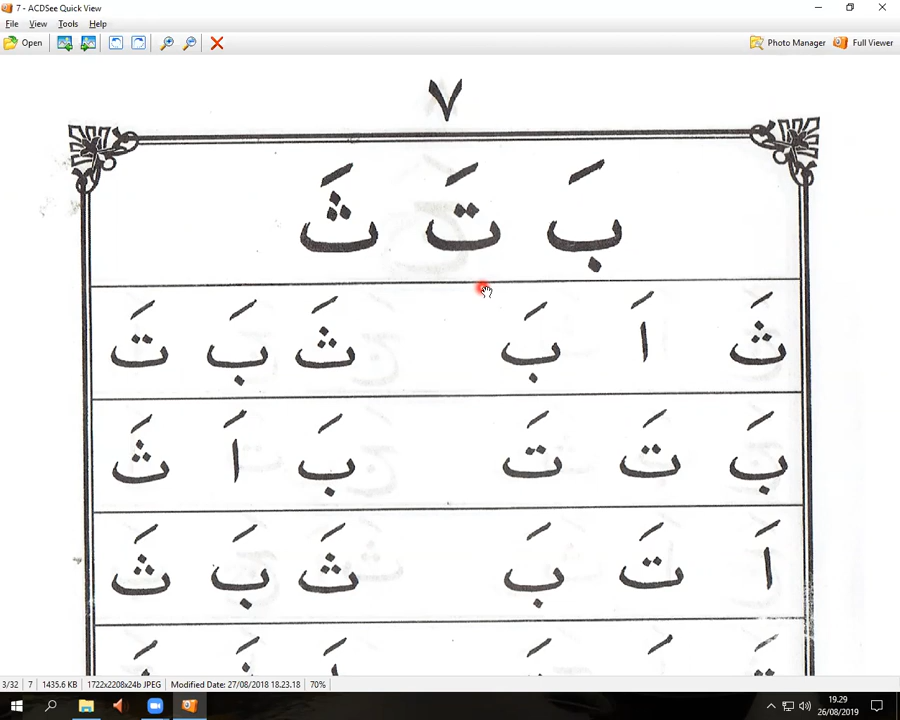 7 - ACDSee Quick View
File View Tools Help
Open Photo Manager Full Viewer
٧
بَ تَ ثَ
ثَ اَ بَ ثَ بَ تَ
بَ تَ تَ بَ اَ ثَ
اَ تَ بَ ثَ بَ ثَ
3/32 7 1435.6 KB 1722x2208x24b JPEG Modified Date: 27/08/2018 18.23.18 70%
19.29
26/08/2019